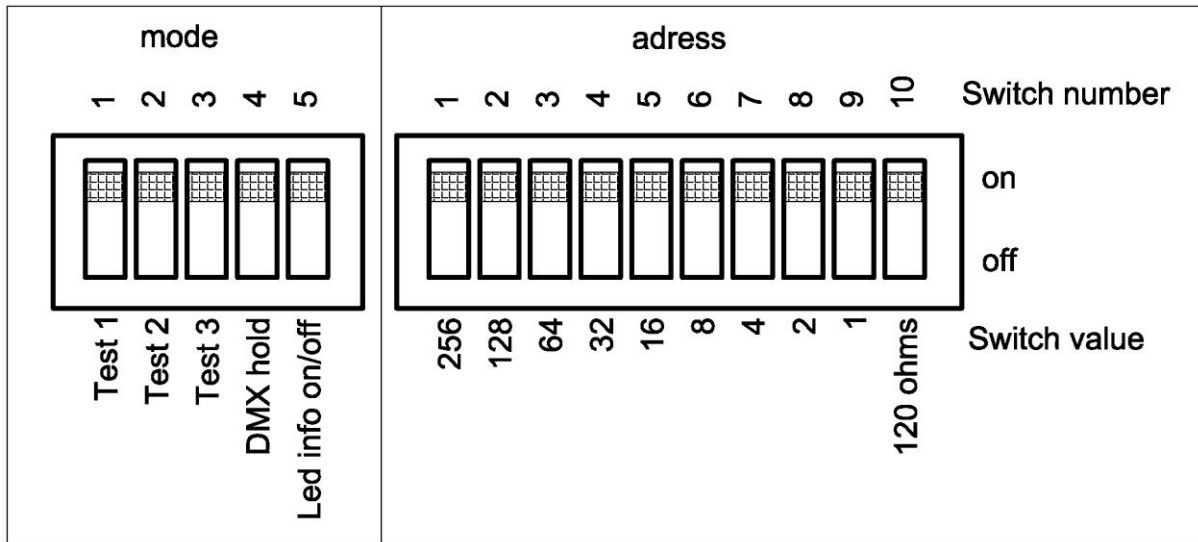 mode
adress
1 2 3 4 5
1 2 3 4 5 6 7 8 9 10 Switch number
on
off
Test 1
Test 2
Test 3
DMX hold
Led info on/off
256 128 64 32 16 8 4 2 1 120 ohms
Switch value